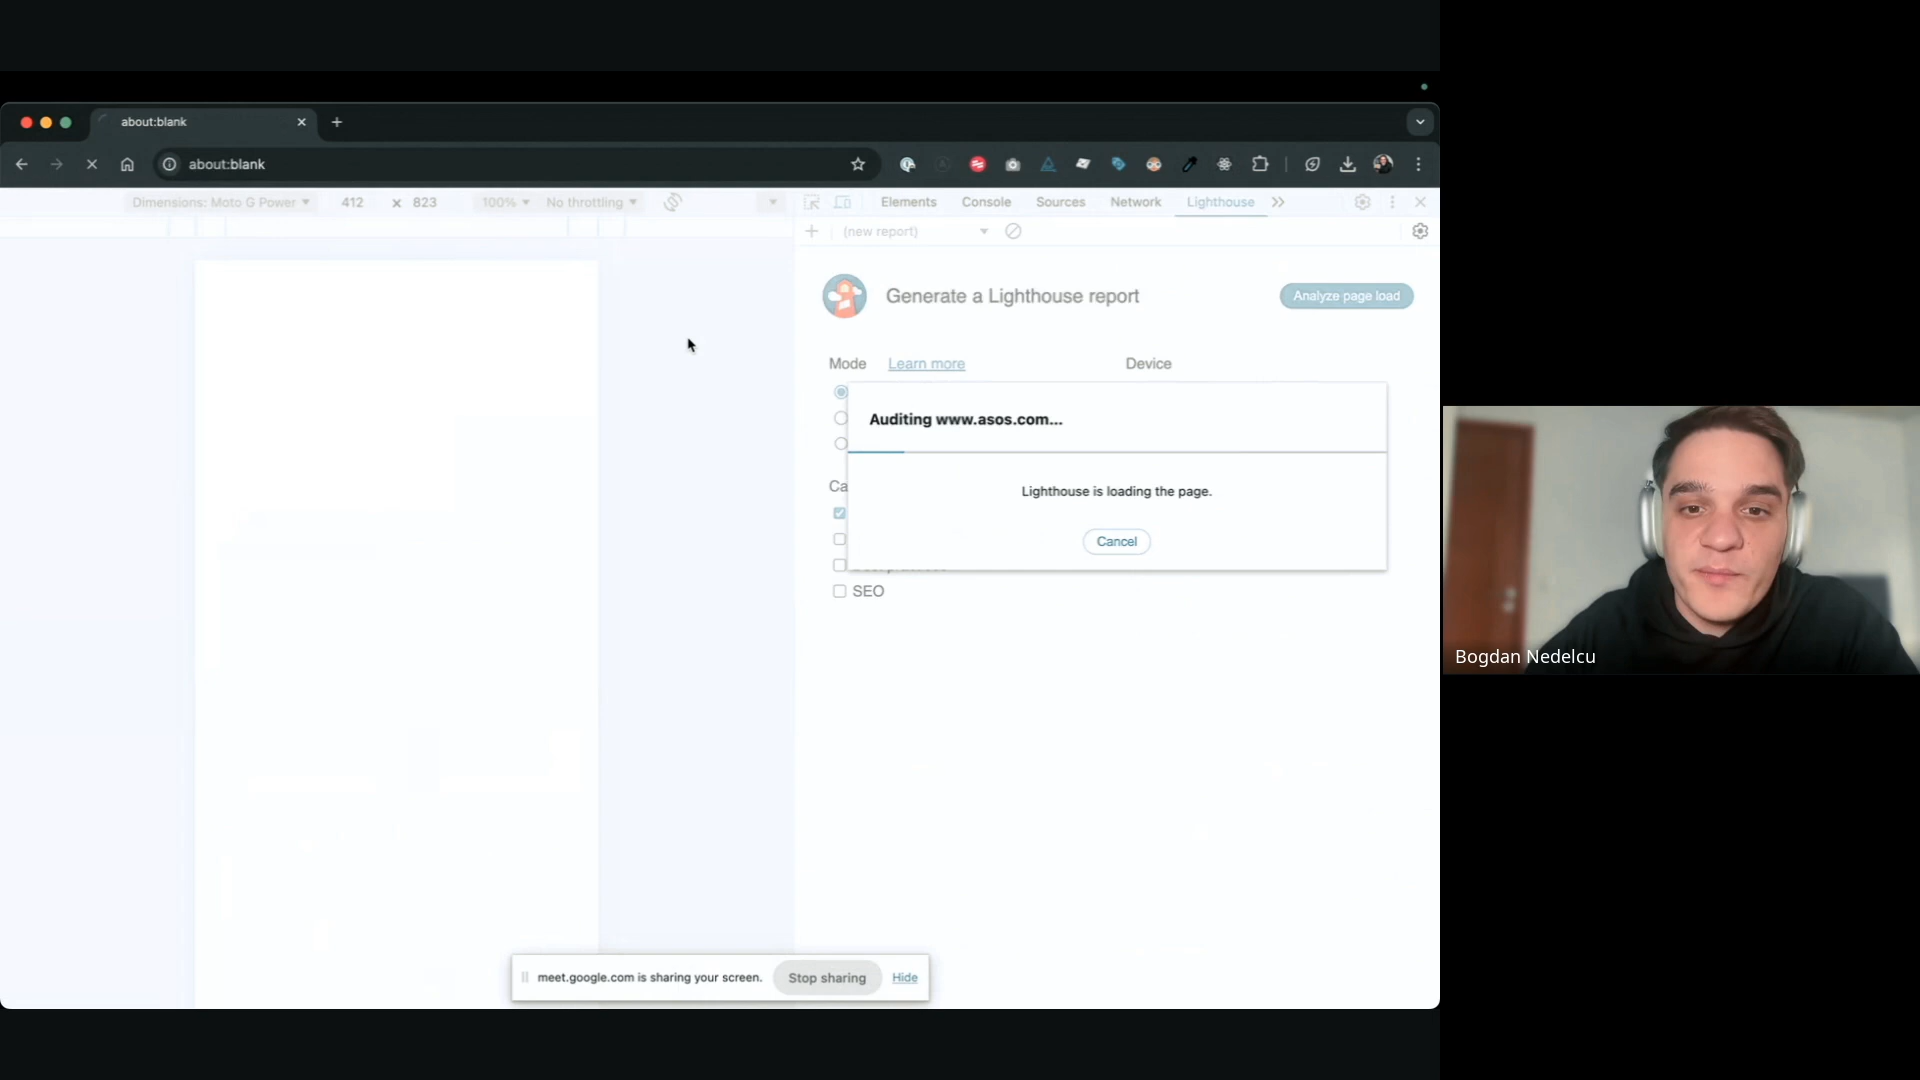 about:blank
about:blank
Dimensions: Moto G Power 412 x 823 100% No throttling
Elements Console Sources Network Lighthouse
(new report)
Generate a Lighthouse report
Analyze page load
Mode Learn more Device
Auditing www.asos.com...
Ca
Lighthouse is loading the page.
Cancel
SEO
Bogdan Nedelcu
meet.google.com is sharing your screen. Stop sharing Hide